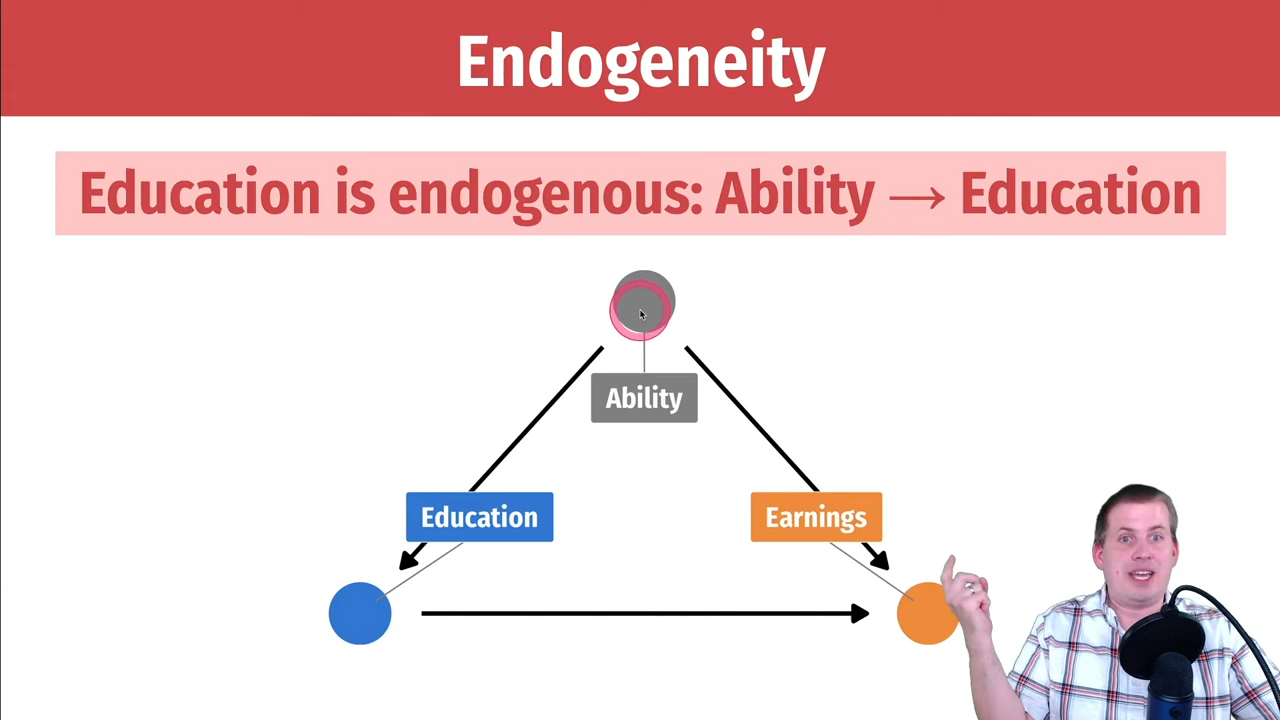 Endogeneity
Education is endogenous: Ability → Education
Ability
Education
Earnings